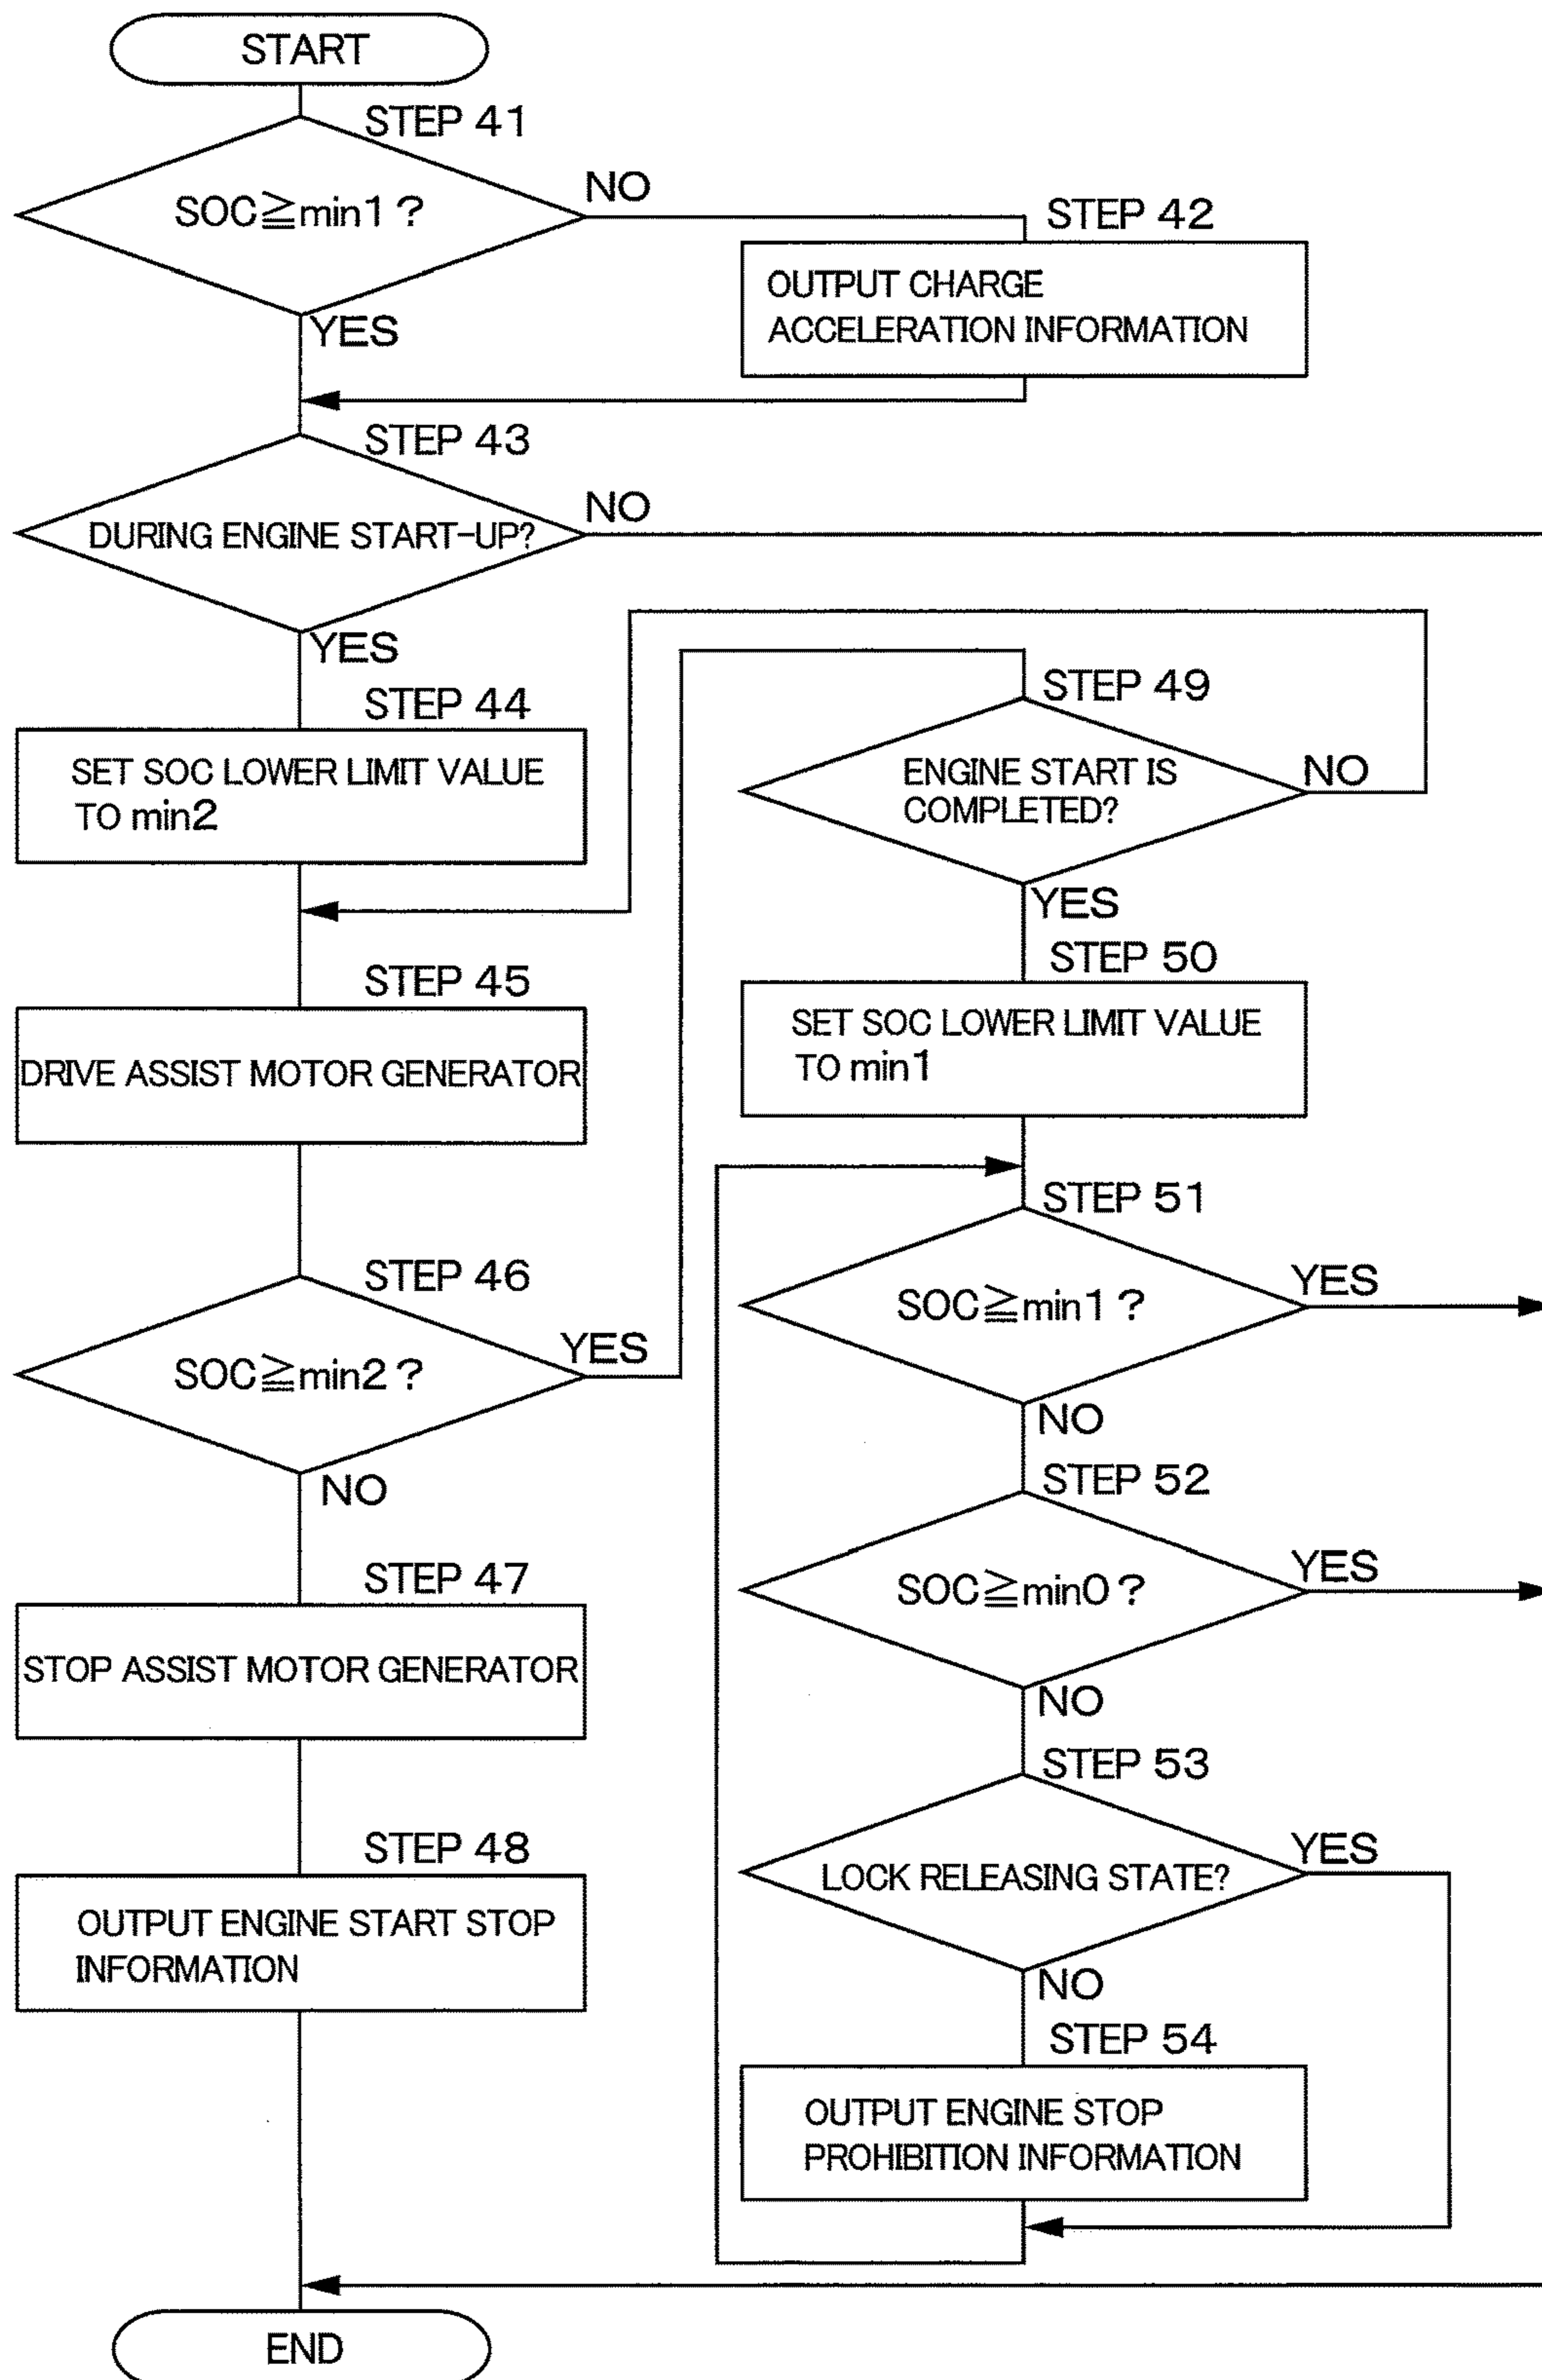 START
STEP 41
SOC≧min1?
NO
YES
STEP 42
OUTPUT CHARGE
ACCELERATION INFORMATION
STEP 43
DURING ENGINE START-UP?
NO
YES
STEP 44
SET SOC LOWER LIMIT VALUE
TO min2
STEP 45
DRIVE ASSIST MOTOR GENERATOR
STEP 46
SOC≧min2?
YES
NO
STEP 47
STOP ASSIST MOTOR GENERATOR
STEP 48
OUTPUT ENGINE START STOP
INFORMATION
STEP 49
ENGINE START IS
COMPLETED?
NO
YES
STEP 50
SET SOC LOWER LIMIT VALUE
TO min1
STEP 51
SOC≧min1?
YES
NO
STEP 52
SOC≧min0?
YES
NO
STEP 53
LOCK RELEASING STATE?
YES
NO
STEP 54
OUTPUT ENGINE STOP
PROHIBITION INFORMATION
END